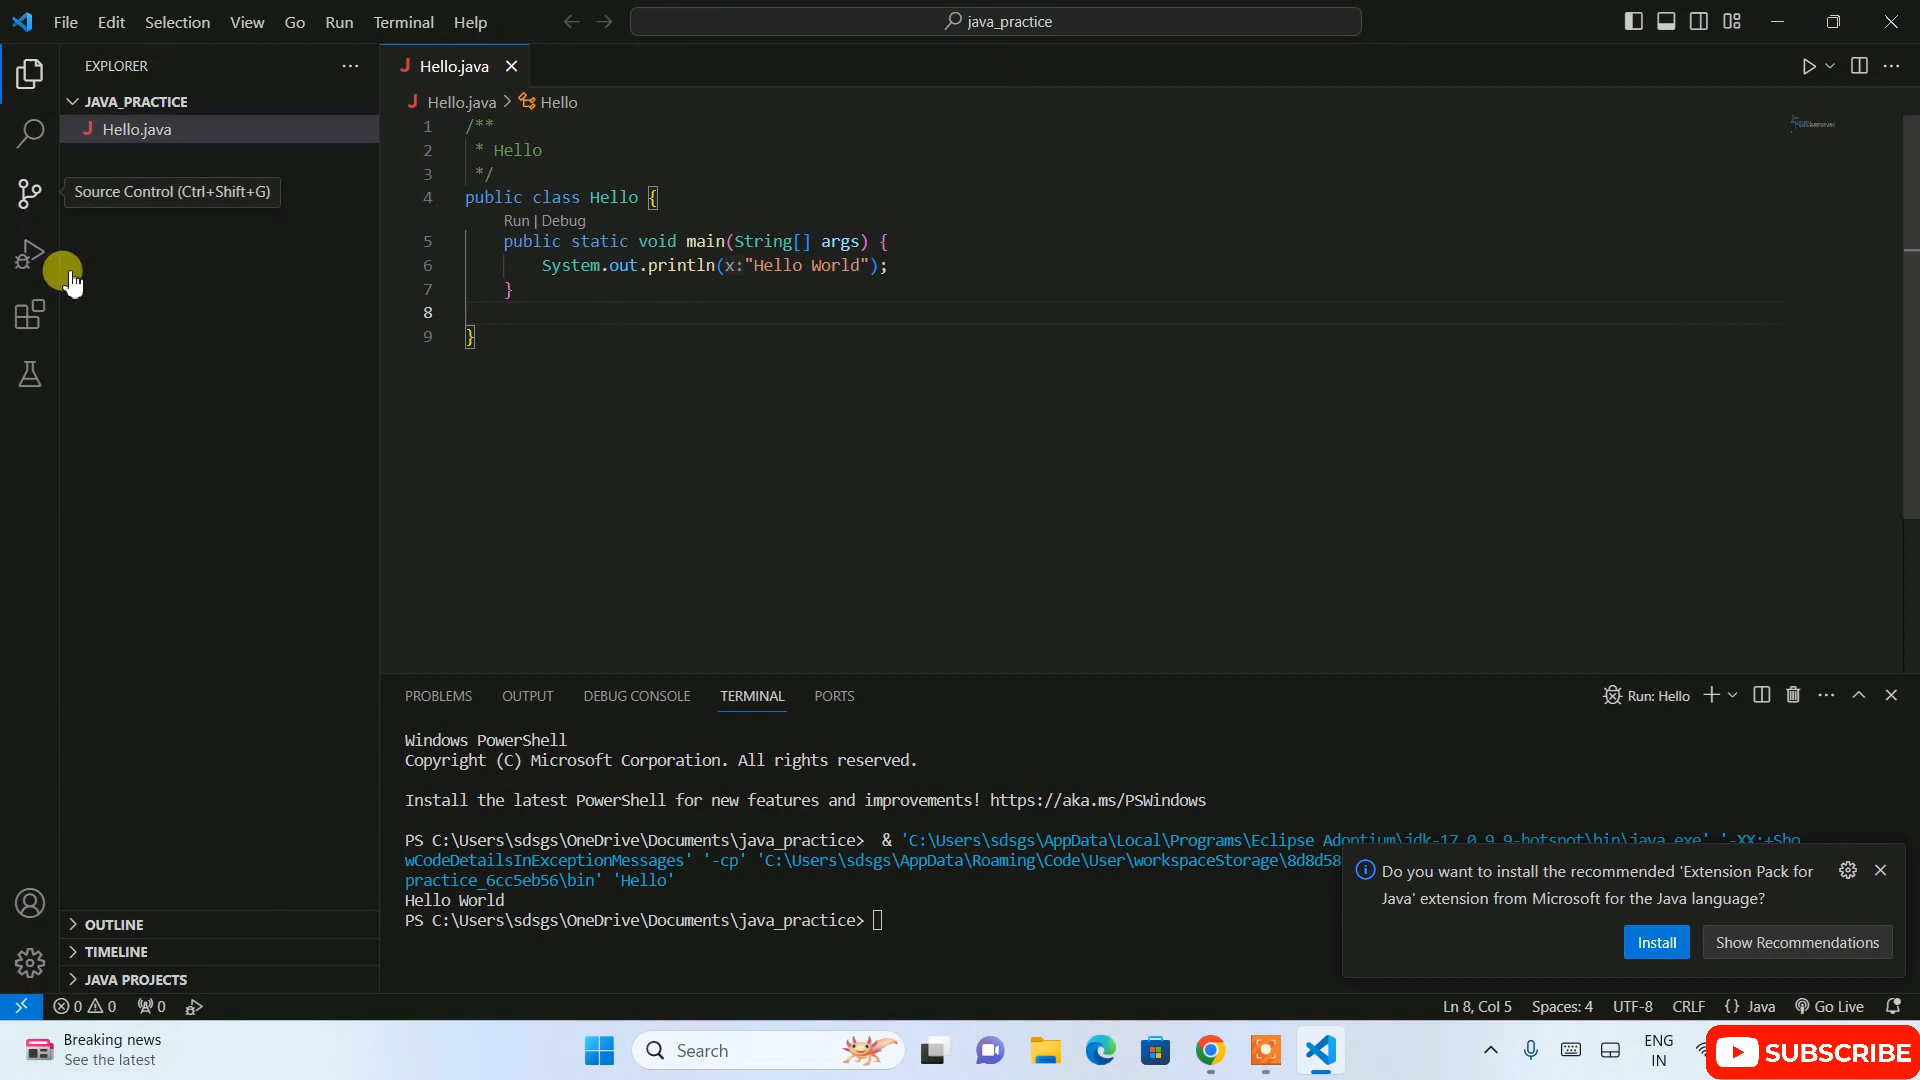 File Edit Selection View Go Run Terminal Help
java_practice
EXPLORER
JAVA_PRACTICE
Hello.java
Source Control (Ctrl+Shift+G)
OUTLINE
TIMELINE
JAVA PROJECTS
Hello.java
Hello.java > Hello
1 /**
2 * Hello
3 */
4 public class Hello {
Run | Debug
5 public static void main(String[] args) {
6 System.out.println(x:"Hello World");
7 }
8
9 }
PROBLEMS OUTPUT DEBUG CONSOLE TERMINAL PORTS
Run: Hello
Windows PowerShell
Copyright (C) Microsoft Corporation. All rights reserved.
Install the latest PowerShell for new features and improvements! https://aka.ms/PSWindows
PS C:\Users\sdsgs\OneDrive\Documents\java_practice> & 'C:\Users\sdsgs\AppData\Local\Programs\Eclipse Adoptium\jdk-17.0.9.9-hotspot\bin\java.exe' '-XX:+Sho
wCodeDetailsInExceptionMessages' '-cp' 'C:\Users\sdsgs\AppData\Roaming\Code\User\workspaceStorage\8d8d58
practice_6cc5eb56\bin' 'Hello'
Hello World
PS C:\Users\sdsgs\OneDrive\Documents\java_practice>
Do you want to install the recommended 'Extension Pack for
Java' extension from Microsoft for the Java language?
Install Show Recommendations
0 0 0
Ln 8, Col 5 Spaces: 4 UTF-8 CRLF {} Java Go Live
Breaking news
See the latest
Search
ENG
IN
SUBSCRIBE